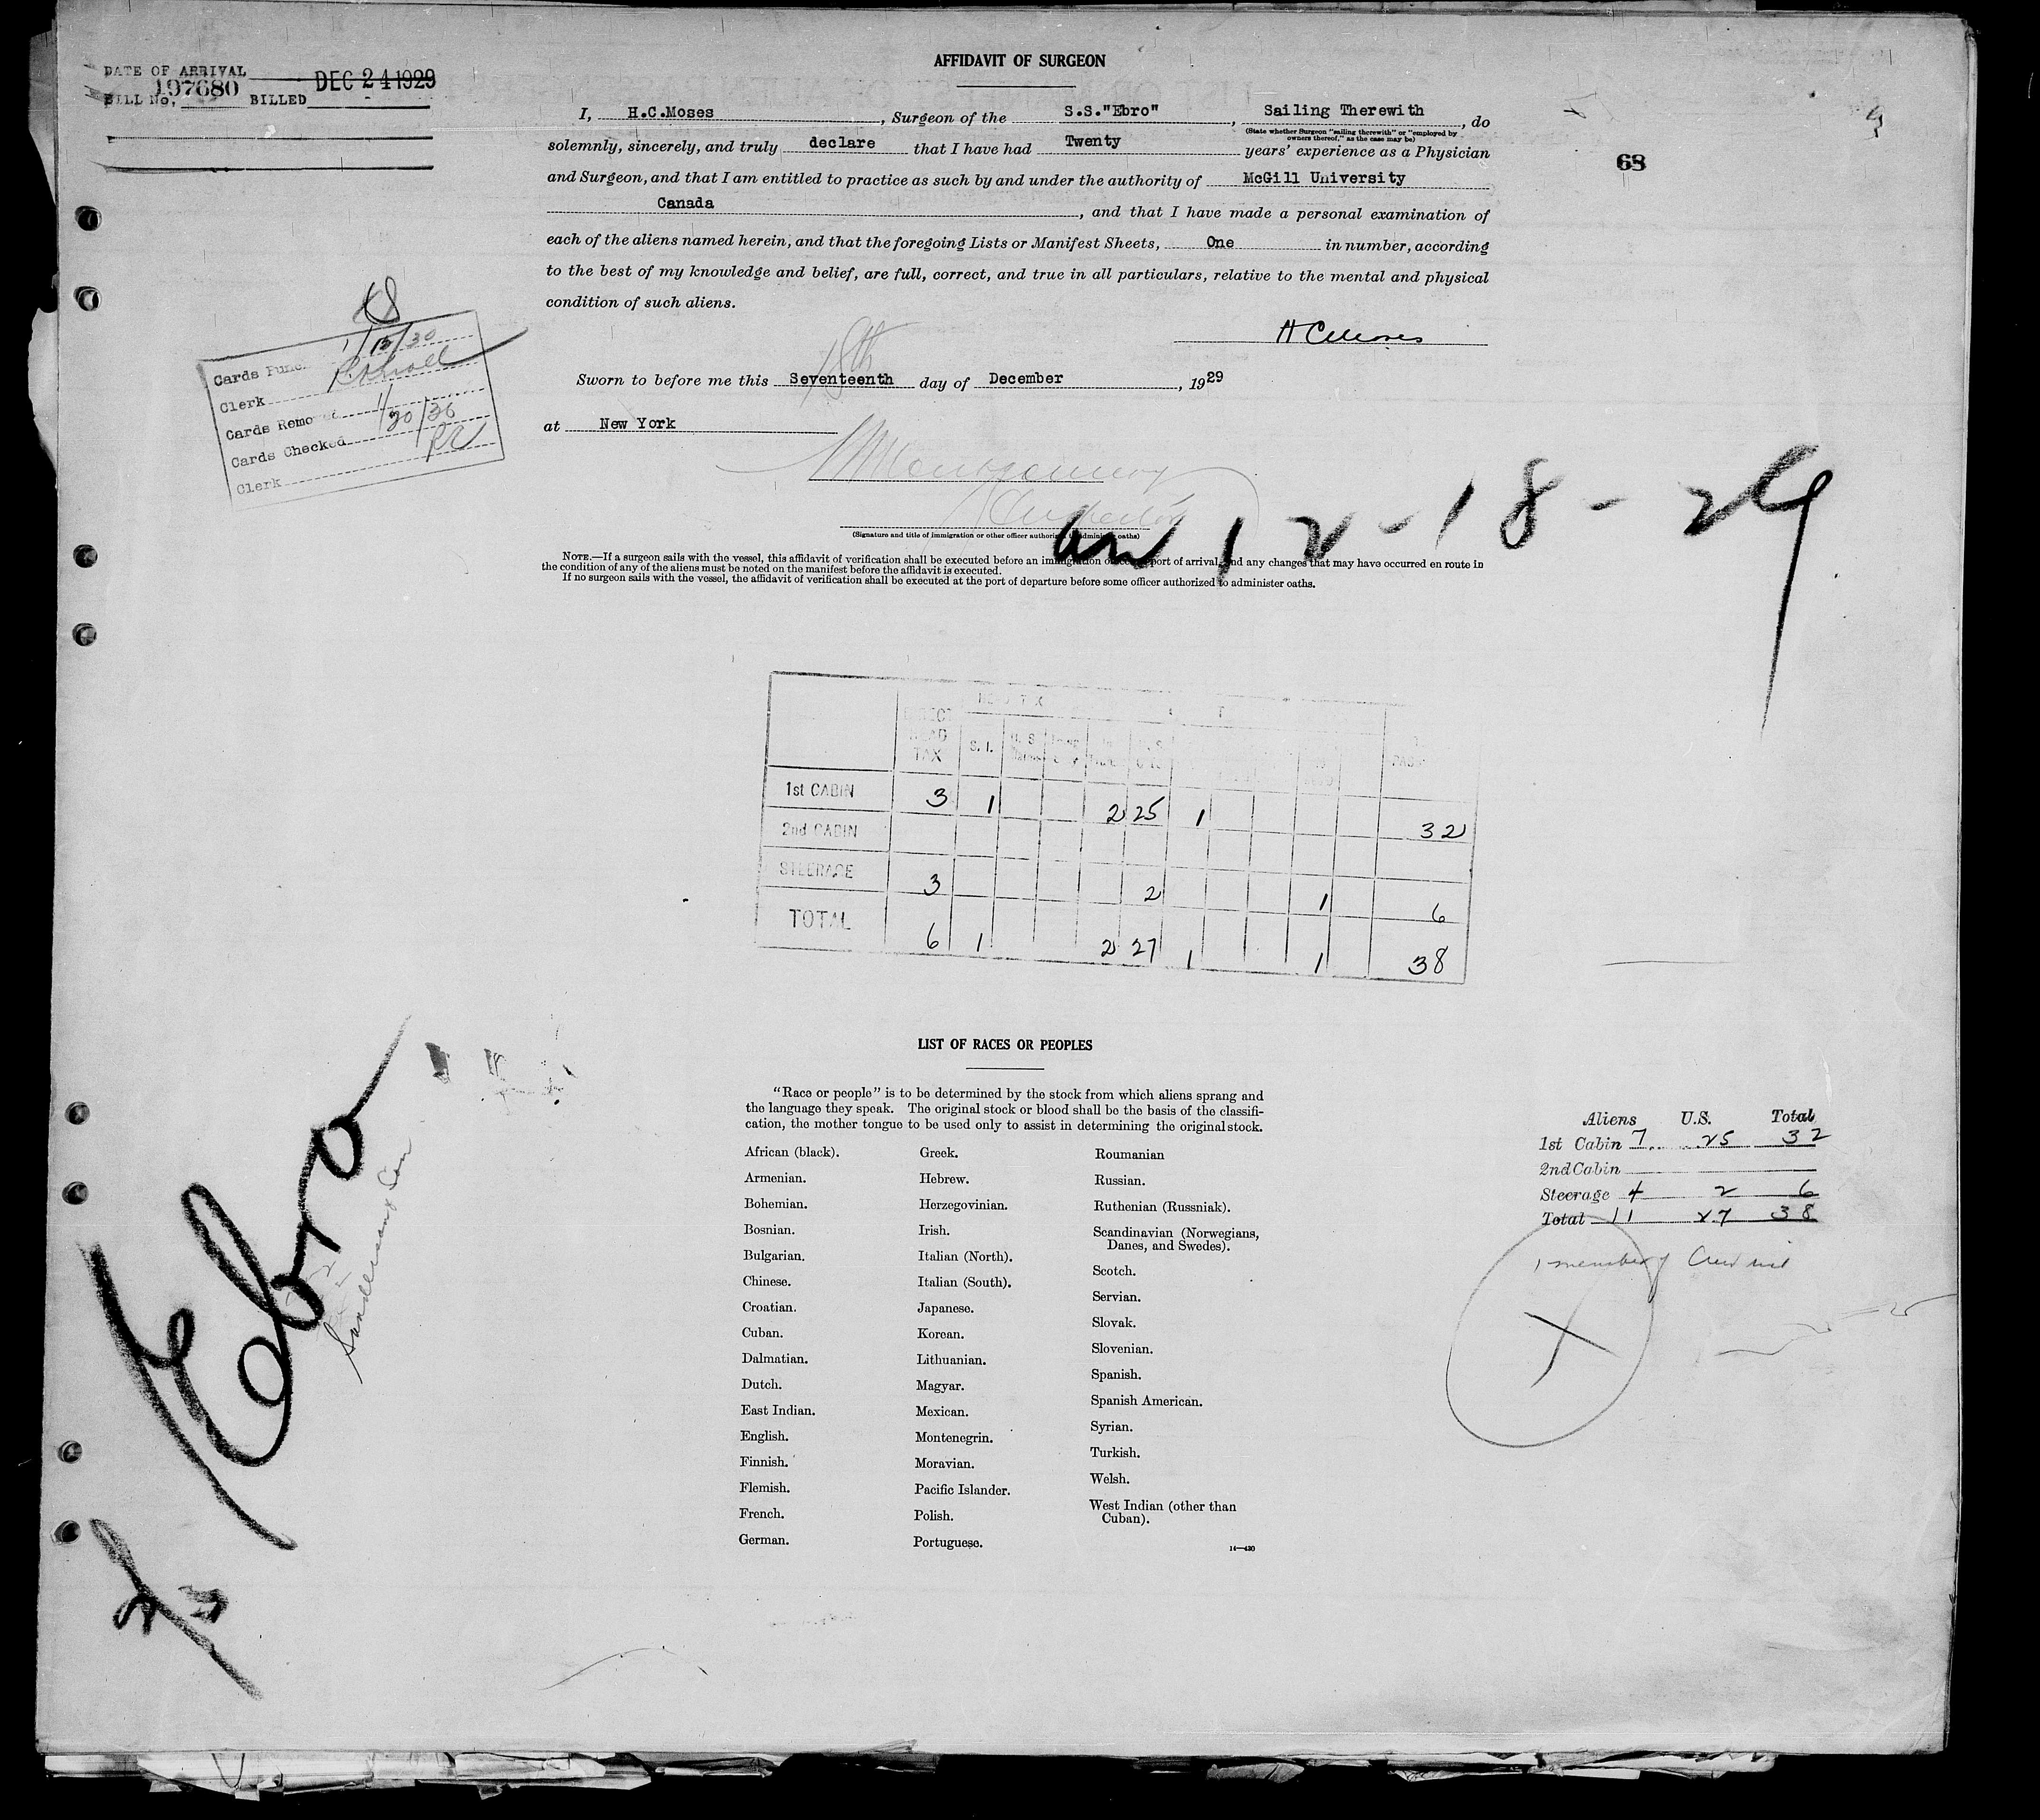 AFFIDAVIT OF SURGEON
DATE OF ARRIVAL
197680 DEC 24 1929
BILL No. BILLED
68
I, H.C.Moses, Surgeon of the S.S."Ebro", Sailing Therewith, do
(State whether Surgeon "sailing therewith" or "employed by owners thereof," as the case may be)
solemnly, sincerely, and truly declare that I have had Twenty years' experience as a Physician
and Surgeon, and that I am entitled to practice as such by and under the authority of McGill University
Canada, and that I have made a personal examination of
each of the aliens named herein, and that the foregoing Lists or Manifest Sheets, One in number, according
to the best of my knowledge and belief, are full, correct, and true in all particulars, relative to the mental and physical
condition of such aliens.
H C Moses
18th
Sworn to before me this Seventeenth day of December, 1929
at New York
Montgomery
(Signature and title of immigration or other officer authorized to administer oaths)
12-18-29
Cards Punc 1/15/30
Clerk
Cards Removed
Cards Checked 1/30/30
Clerk
NOTE.—If a surgeon sails with the vessel, this affidavit of verification shall be executed before an immigration officer port of arrival, and any changes that may have occurred en route in
the condition of any of the aliens must be noted on the manifest before the affidavit is executed.
If no surgeon sails with the vessel, the affidavit of verification shall be executed at the port of departure before some officer authorized to administer oaths.
HEAD TAX
S. I. U. S.
1st CABIN 3 1 2 25 1 32
2nd CABIN
STEERAGE 3 2 1 6
TOTAL 6 1 2 27 1 1 38
Ebro
Sanderson & Son
LIST OF RACES OR PEOPLES
"Race or people" is to be determined by the stock from which aliens sprang and
the language they speak. The original stock or blood shall be the basis of the classifi-
cation, the mother tongue to be used only to assist in determining the original stock.
African (black).
Armenian.
Bohemian.
Bosnian.
Bulgarian.
Chinese.
Croatian.
Cuban.
Dalmatian.
Dutch.
East Indian.
English.
Finnish.
Flemish.
French.
German.
Greek.
Hebrew.
Herzegovinian.
Irish.
Italian (North).
Italian (South).
Japanese.
Korean.
Lithuanian.
Magyar.
Mexican.
Montenegrin.
Moravian.
Pacific Islander.
Polish.
Portuguese.
Roumanian
Russian.
Ruthenian (Russniak).
Scandinavian (Norwegians,
Danes, and Swedes).
Scotch.
Servian.
Slovak.
Slovenian.
Spanish.
Spanish American.
Syrian.
Turkish.
Welsh.
West Indian (other than
Cuban).
14—430
Aliens U.S. Total
1st Cabin 7 25 32
2nd Cabin
Steerage 4 2 6
Total 11 27 38
1 member